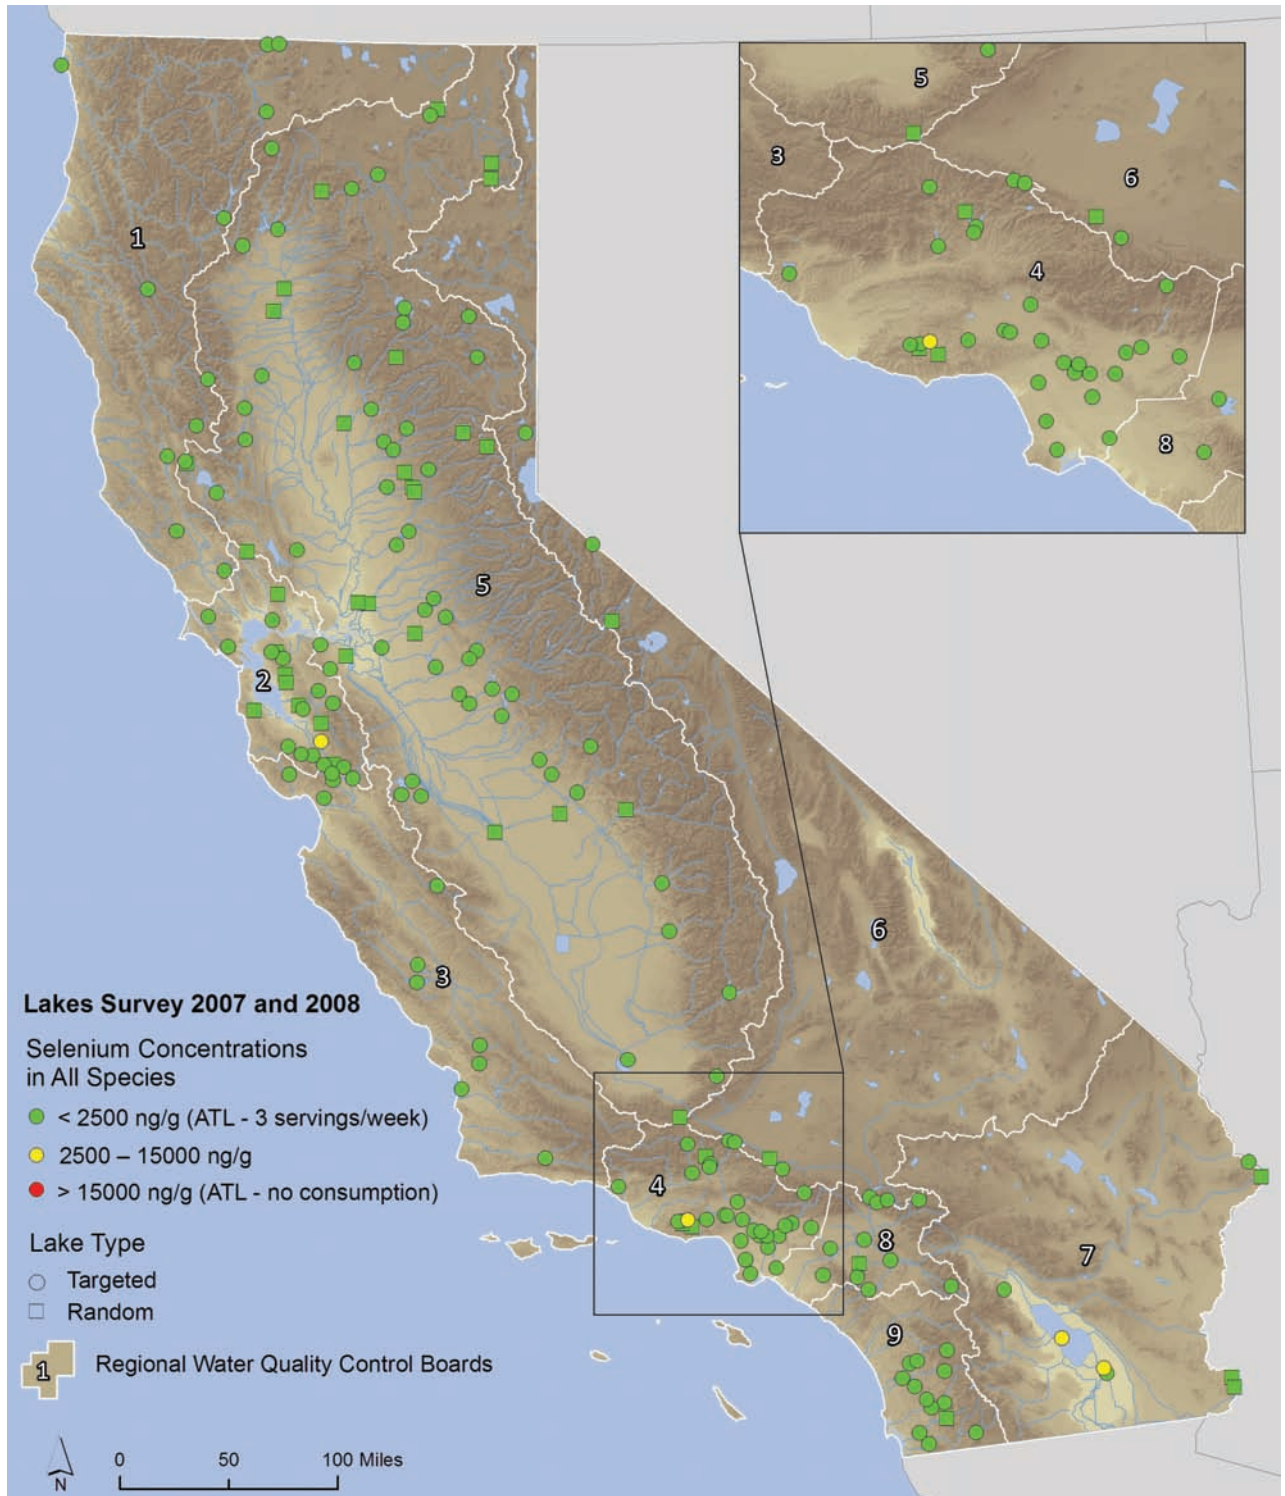 5
3
6
4
8
1
5
2
6
3
4
8
7
9
Lakes Survey 2007 and 2008
Selenium Concentrations
in All Species
< 2500 ng/g (ATL - 3 servings/week)
2500 – 15000 ng/g
> 15000 ng/g (ATL - no consumption)
Lake Type
Targeted
Random
1 Regional Water Quality Control Boards
N
0 50 100 Miles